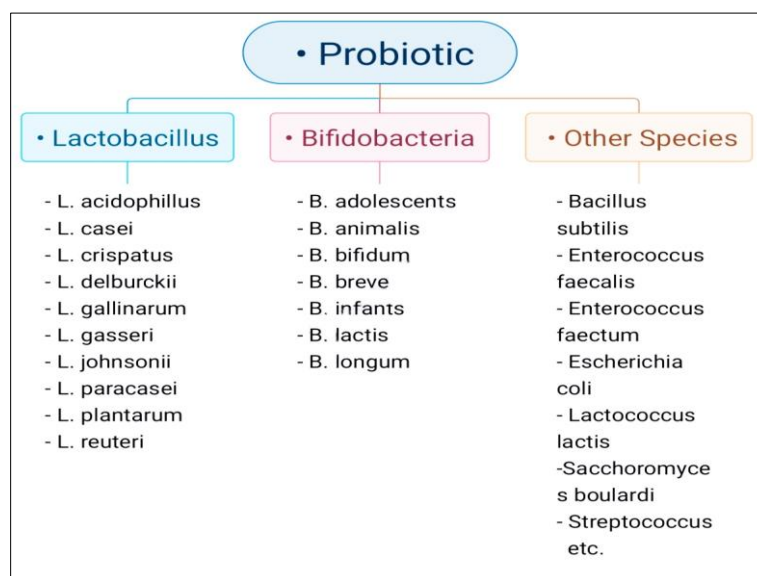 • Probiotic
• Lactobacillus
- L. acidophillus
- L. casei
- L. crispatus
- L. delburckii
- L. gallinarum
- L. gasseri
- L. johnsonii
- L. paracasei
- L. plantarum
- L. reuteri
• Bifidobacteria
- B. adolescents
- B. animalis
- B. bifidum
- B. breve
- B. infants
- B. lactis
- B. longum
• Other Species
- Bacillus
subtilis
- Enterococcus
faecalis
- Enterococcus
faectum
- Escherichia
coli
- Lactococcus
lactis
-Sacchoromyce
s boulardi
- Streptococcus
etc.